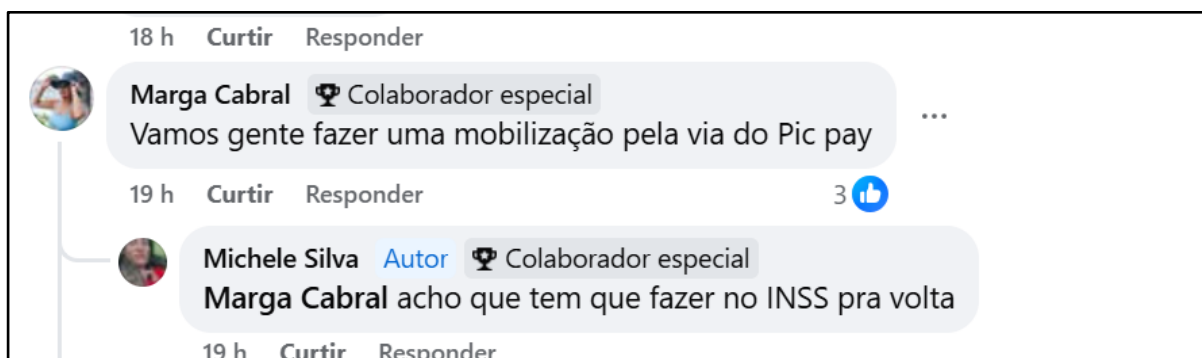 18 h Curtir Responder
Marga Cabral Colaborador especial
Vamos gente fazer uma mobilização pela via do Pic pay
19 h Curtir Responder 3
Michele Silva Autor Colaborador especial
Marga Cabral acho que tem que fazer no INSS pra volta
19 h Curtir Responder